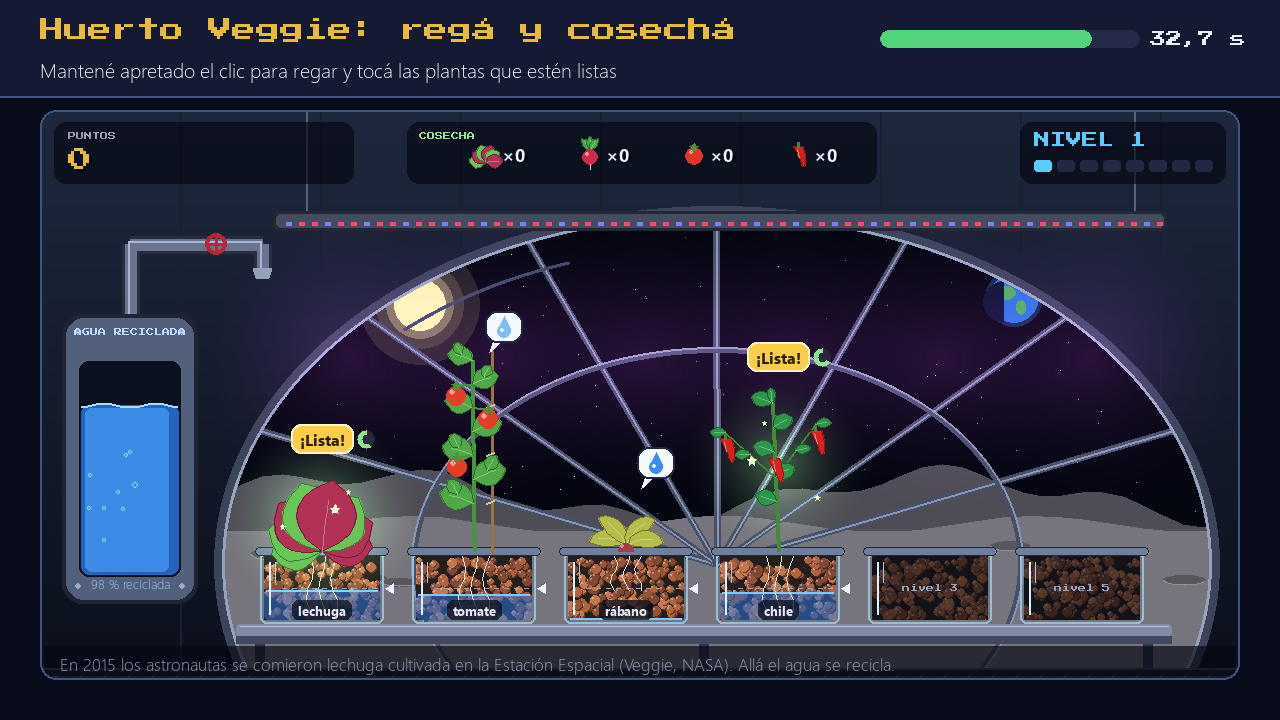 Huerto Veggie: regá y cosechá
32,7 s
Mantené apretado el clic para regar y tocá las plantas que estén listas
PUNTOS
0
COSECHA
×0
×0
×0
×0
NIVEL 1
AGUA RECICLADA
98 % reciclada
¡Lista!
¡Lista!
lechuga
tomate
rábano
chile
nivel 3
nivel 5
En 2015 los astronautas se comieron lechuga cultivada en la Estación Espacial (Veggie, NASA). Allá el agua se recicla.